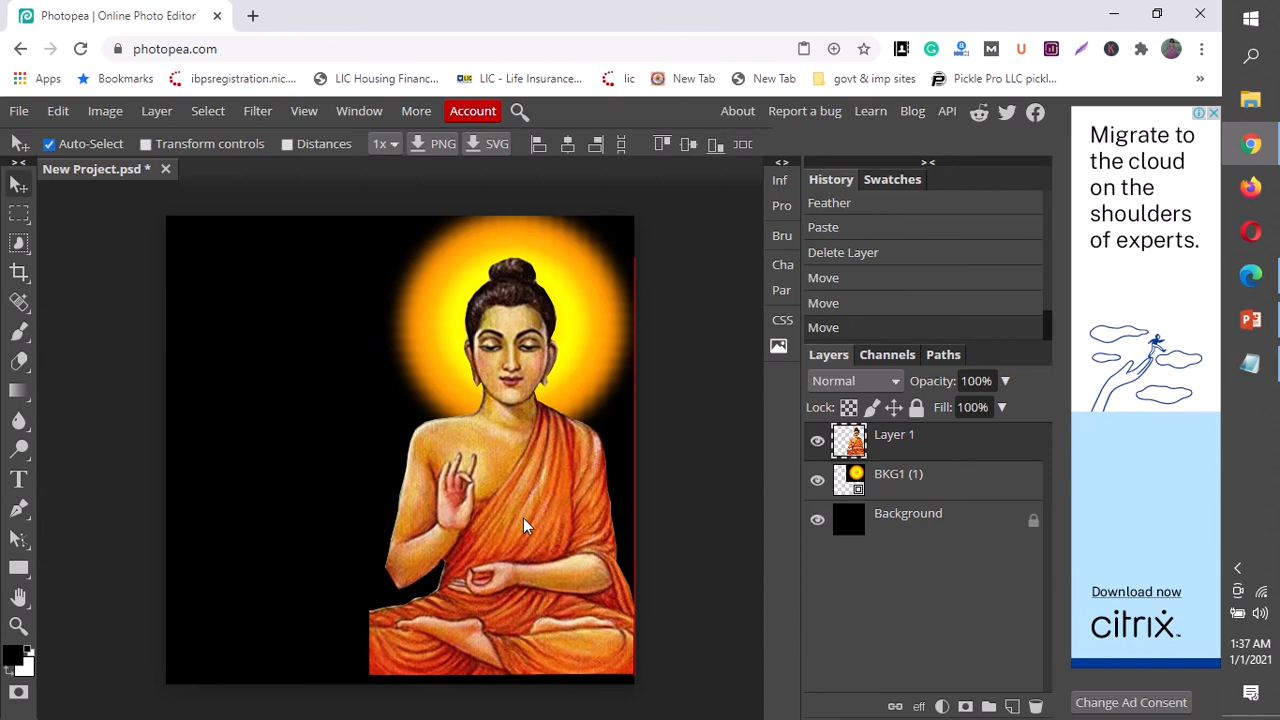 Photopea | Online Photo Editor
photopea.com
Apps Bookmarks ibpsregistration.nic... LIC Housing Financ... LIC - Life Insurance... lic New Tab New Tab govt & imp sites Pickle Pro LLC pickl... »
File Edit Image Layer Select Filter View Window More Account About Report a bug Learn Blog API
Auto-Select Transform controls Distances 1x PNG SVG
New Project.psd *
Inf
Pro
Bru
Cha
Par
CSS
History Swatches
Feather
Paste
Delete Layer
Move
Move
Move
Layers Channels Paths
Normal Opacity: 100%
Lock: Fill: 100%
Layer 1
BKG1 (1)
Background
eff
Migrate to
the cloud
on the
shoulders
of experts.
Download now
citrix
Change Ad Consent
1:37 AM
1/1/2021